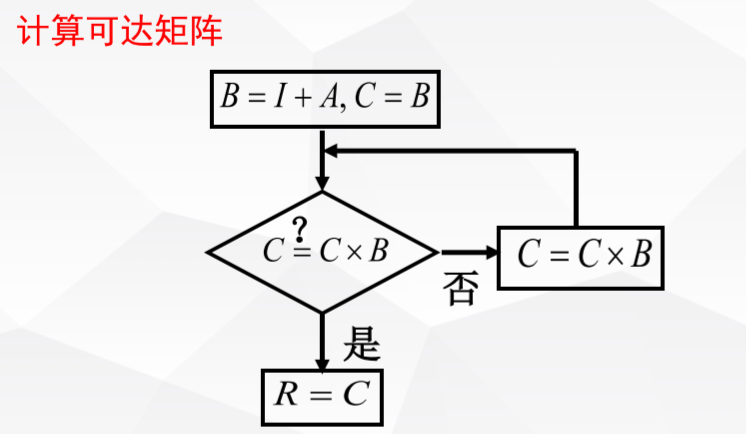 计算可达矩阵
B = I + A, C = B
C ≟ C × B
否
C = C × B
是
R = C